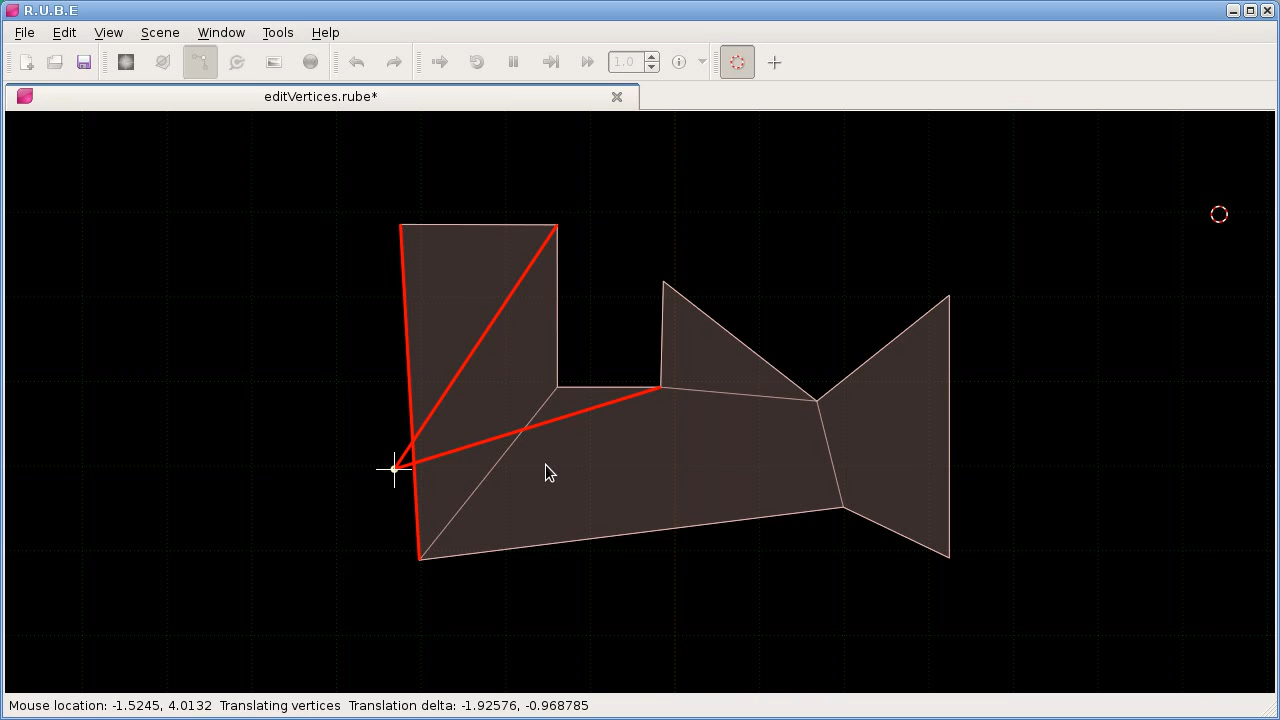 R.U.B.E
File Edit View Scene Window Tools Help
1.0
editVertices.rube*
Mouse location: -1.5245, 4.0132 Translating vertices Translation delta: -1.92576, -0.968785